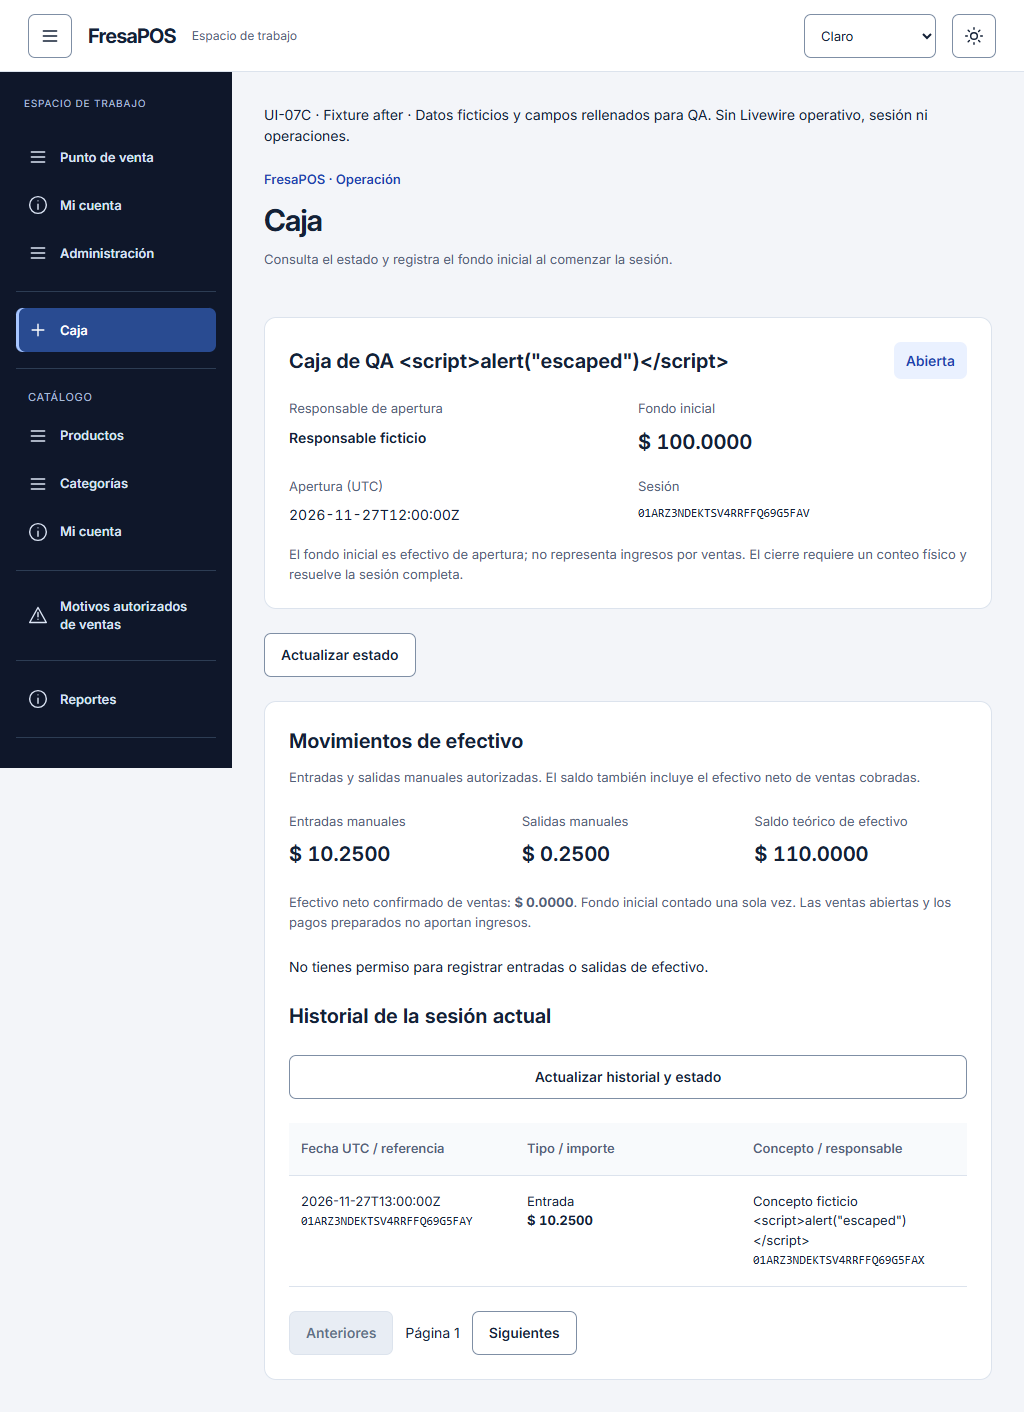 FresaPOS
Espacio de trabajo
Claro
ESPACIO DE TRABAJO
Punto de venta
Mi cuenta
Administración
Caja
CATÁLOGO
Productos
Categorías
Mi cuenta
Motivos autorizados
de ventas
Reportes
UI-07C · Fixture after · Datos ficticios y campos rellenados para QA. Sin Livewire operativo, sesión ni
operaciones.
FresaPOS · Operación
Caja
Consulta el estado y registra el fondo inicial al comenzar la sesión.
Caja de QA <script>alert("escaped")</script>
Abierta
Responsable de apertura
Responsable ficticio
Fondo inicial
$ 100.0000
Apertura (UTC)
2026-11-27T12:00:00Z
Sesión
01ARZ3NDEKTSV4RRFFQ69G5FAV
El fondo inicial es efectivo de apertura; no representa ingresos por ventas. El cierre requiere un conteo físico y
resuelve la sesión completa.
Actualizar estado
Movimientos de efectivo
Entradas y salidas manuales autorizadas. El saldo también incluye el efectivo neto de ventas cobradas.
Entradas manuales
$ 10.2500
Salidas manuales
$ 0.2500
Saldo teórico de efectivo
$ 110.0000
Efectivo neto confirmado de ventas: $ 0.0000. Fondo inicial contado una sola vez. Las ventas abiertas y los
pagos preparados no aportan ingresos.
No tienes permiso para registrar entradas o salidas de efectivo.
Historial de la sesión actual
Actualizar historial y estado
Fecha UTC / referencia
Tipo / importe
Concepto / responsable
2026-11-27T13:00:00Z
01ARZ3NDEKTSV4RRFFQ69G5FAY
Entrada
$ 10.2500
Concepto ficticio
<script>alert("escaped")
</script>
01ARZ3NDEKTSV4RRFFQ69G5FAX
Anteriores
Página 1
Siguientes